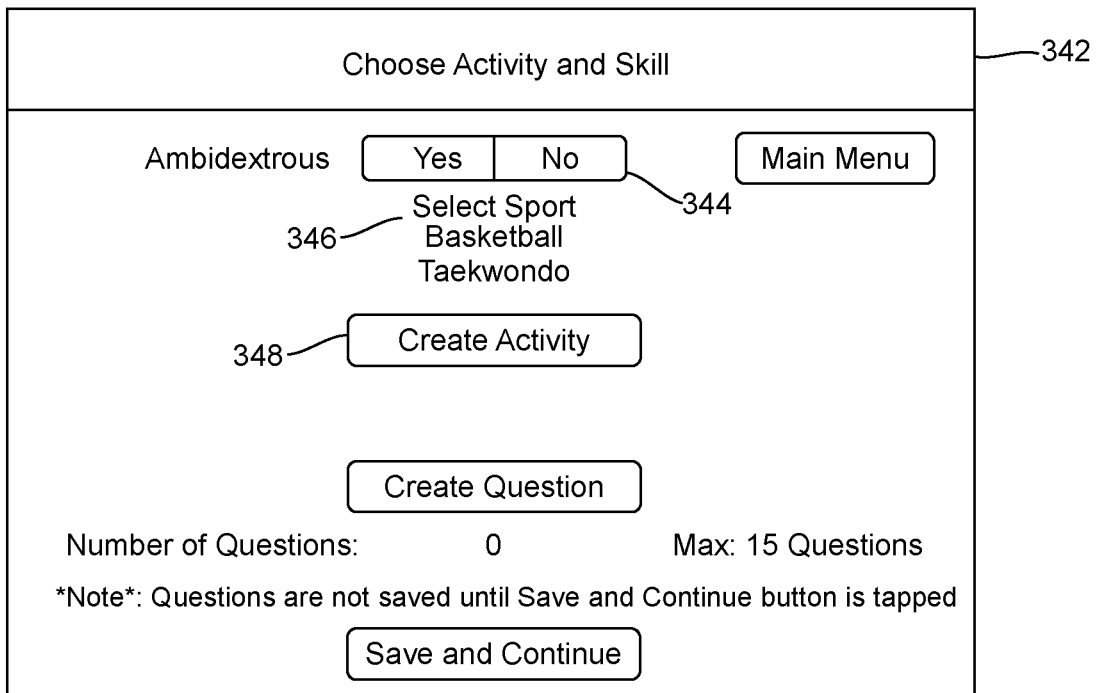 Choose Activity and Skill
342
Ambidextrous Yes No Main Menu
344
346 Select Sport
Basketball
Taekwondo
348 Create Activity
Create Question
Number of Questions: 0 Max: 15 Questions
*Note*: Questions are not saved until Save and Continue button is tapped
Save and Continue